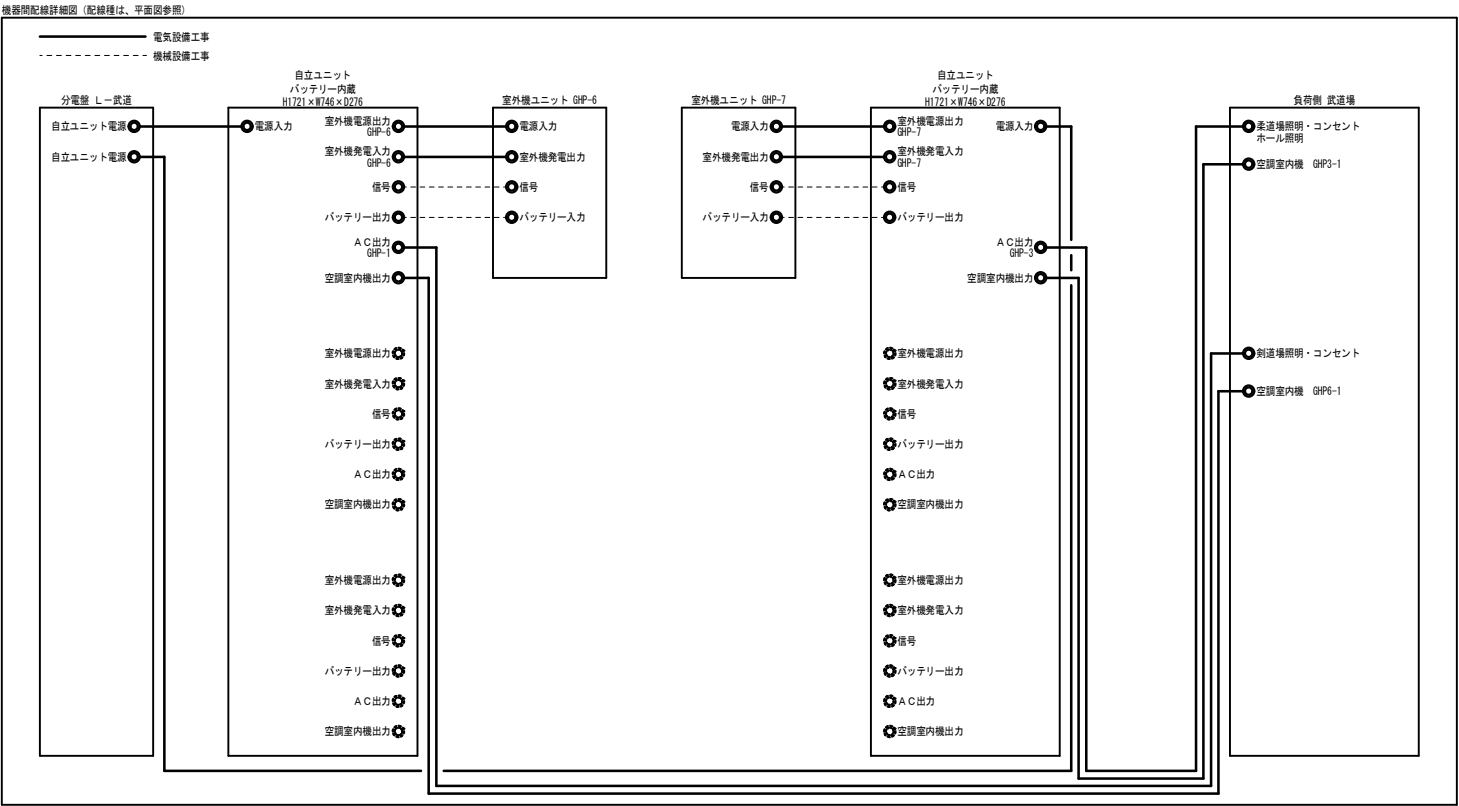 機器間配線詳細図（配線種は、平面図参照）
電気設備工事
機械設備工事
分電盤 Ｌ－武道
自立ユニット電源
自立ユニット電源
自立ユニット
バッテリー内蔵
H1721×W746×D276
電源入力
室外機電源出力
GHP-6
室外機発電入力
GHP-6
信号
バッテリー出力
ＡＣ出力
GHP-1
空調室内機出力
室外機電源出力
室外機発電入力
信号
バッテリー出力
ＡＣ出力
空調室内機出力
室外機電源出力
室外機発電入力
信号
バッテリー出力
ＡＣ出力
空調室内機出力
室外機ユニット GHP-6
電源入力
室外機発電出力
信号
バッテリー入力
室外機ユニット GHP-7
電源入力
室外機発電出力
信号
バッテリー入力
自立ユニット
バッテリー内蔵
H1721×W746×D276
室外機電源出力
GHP-7
電源入力
室外機発電入力
GHP-7
信号
バッテリー出力
ＡＣ出力
GHP-3
空調室内機出力
室外機電源出力
室外機発電入力
信号
バッテリー出力
ＡＣ出力
空調室内機出力
室外機電源出力
室外機発電入力
信号
バッテリー出力
ＡＣ出力
空調室内機出力
負荷側 武道場
柔道場照明・コンセント
ホール照明
空調室内機 GHP3-1
剣道場照明・コンセント
空調室内機 GHP6-1